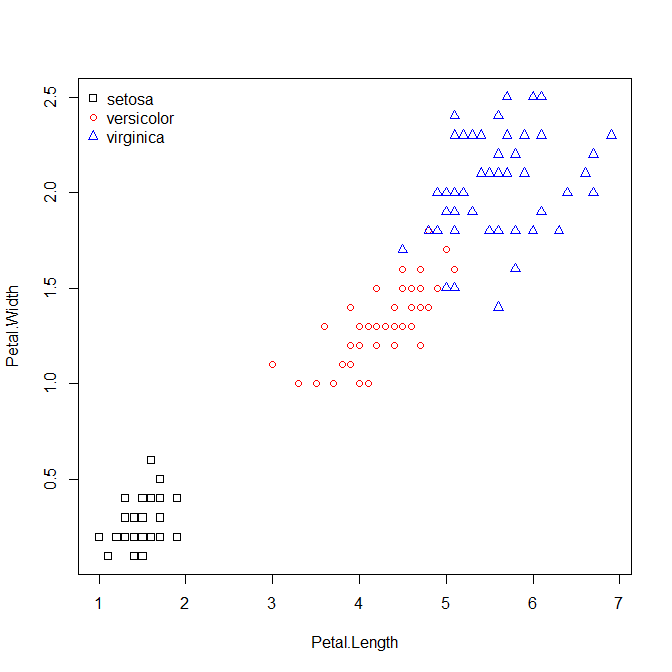 setosa
versicolor
virginica
2.5
2.0
1.5
1.0
0.5
Petal.Width
1 2 3 4 5 6 7
Petal.Length